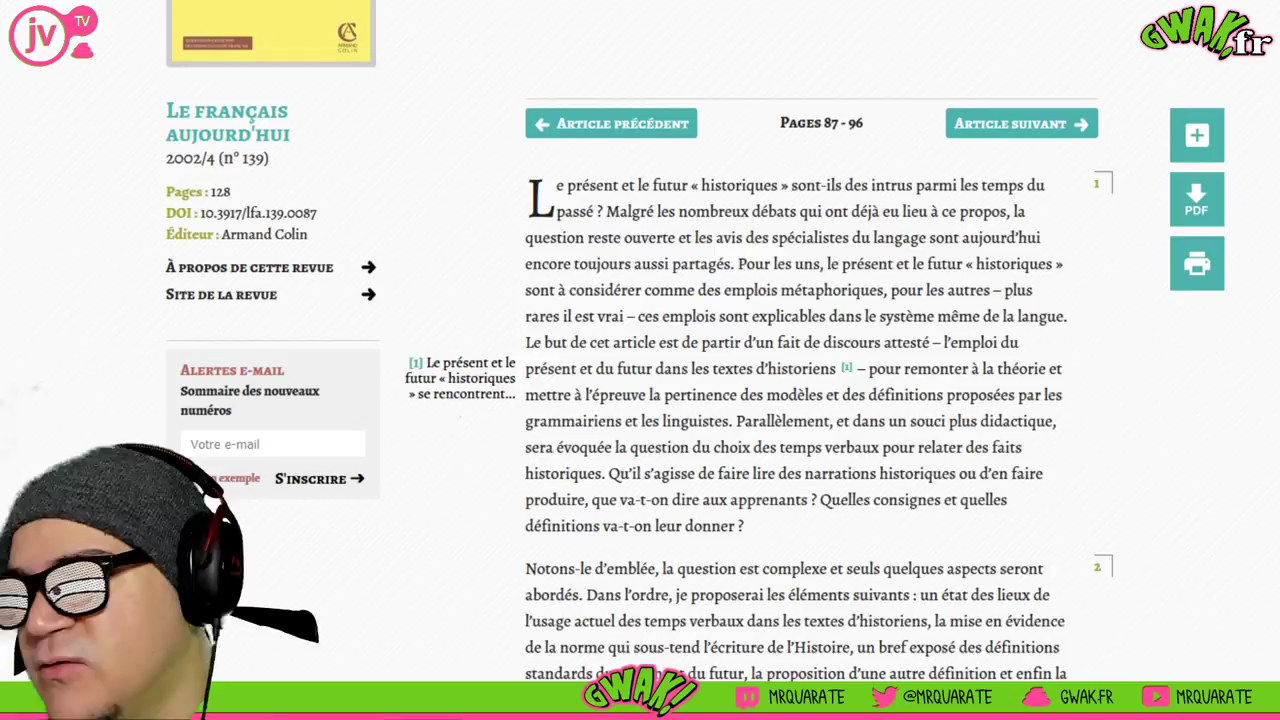 jv
TV
GWAK!.fr
ARMAND
COLIN
LE FRANÇAIS
AUJOURD'HUI
2002/4 (n° 139)
Pages : 128
DOI : 10.3917/lfa.139.0087
Éditeur : Armand Colin
À PROPOS DE CETTE REVUE
SITE DE LA REVUE
ALERTES E-MAIL
Sommaire des nouveaux
numéros
Votre e-mail
exemple S'INSCRIRE
[1] Le présent et le
futur « historiques
» se rencontrent...
ARTICLE PRÉCÉDENT PAGES 87 - 96 ARTICLE SUIVANT
Le présent et le futur « historiques » sont-ils des intrus parmi les temps du 1
passé ? Malgré les nombreux débats qui ont déjà eu lieu à ce propos, la
question reste ouverte et les avis des spécialistes du langage sont aujourd'hui
encore toujours aussi partagés. Pour les uns, le présent et le futur « historiques »
sont à considérer comme des emplois métaphoriques, pour les autres – plus
rares il est vrai – ces emplois sont explicables dans le système même de la langue.
Le but de cet article est de partir d'un fait de discours attesté – l'emploi du
présent et du futur dans les textes d'historiens [1] – pour remonter à la théorie et
mettre à l'épreuve la pertinence des modèles et des définitions proposées par les
grammairiens et les linguistes. Parallèlement, et dans un souci plus didactique,
sera évoquée la question du choix des temps verbaux pour relater des faits
historiques. Qu'il s'agisse de faire lire des narrations historiques ou d'en faire
produire, que va-t-on dire aux apprenants ? Quelles consignes et quelles
définitions va-t-on leur donner ?
Notons-le d'emblée, la question est complexe et seuls quelques aspects seront 2
abordés. Dans l'ordre, je proposerai les éléments suivants : un état des lieux de
l'usage actuel des temps verbaux dans les textes d'historiens, la mise en évidence
de la norme qui sous-tend l'écriture de l'Histoire, un bref exposé des définitions
standards du futur, la proposition d'une autre définition et enfin la
PDF
GWAK! MRQUARATE @MRQUARATE GWAK.FR MRQUARATE